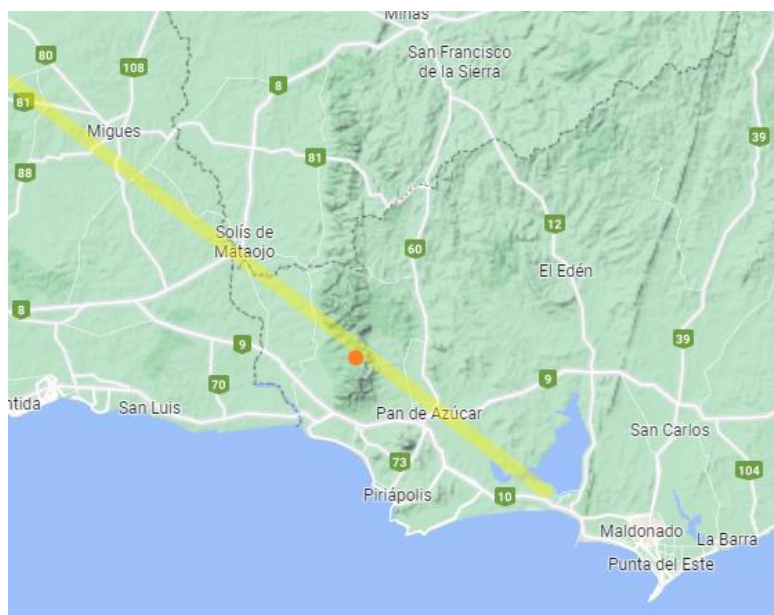 Minas
San Francisco
de la Sierra
80
108
8
81
39
Migues
81
88
12
Solís de
Mataojo
60
El Edén
8
9
39
70
9
ntida
San Luis
Pan de Azúcar
San Carlos
73
104
Piriápolis
10
Maldonado
La Barra
Punta del Este